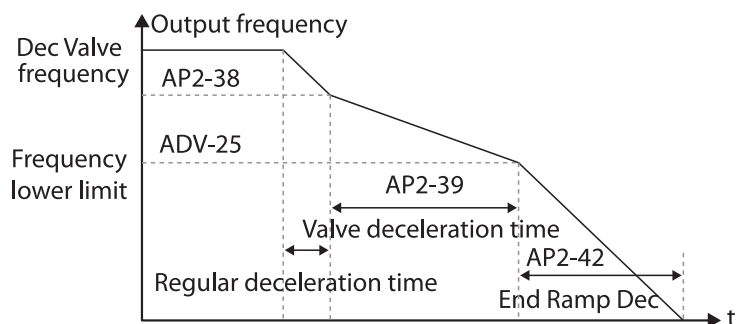 Output frequency
Dec Valve
frequency
AP2-38
ADV-25
Frequency
lower limit
AP2-39
Valve deceleration time
AP2-42
Regular deceleration time
End Ramp Dec
t